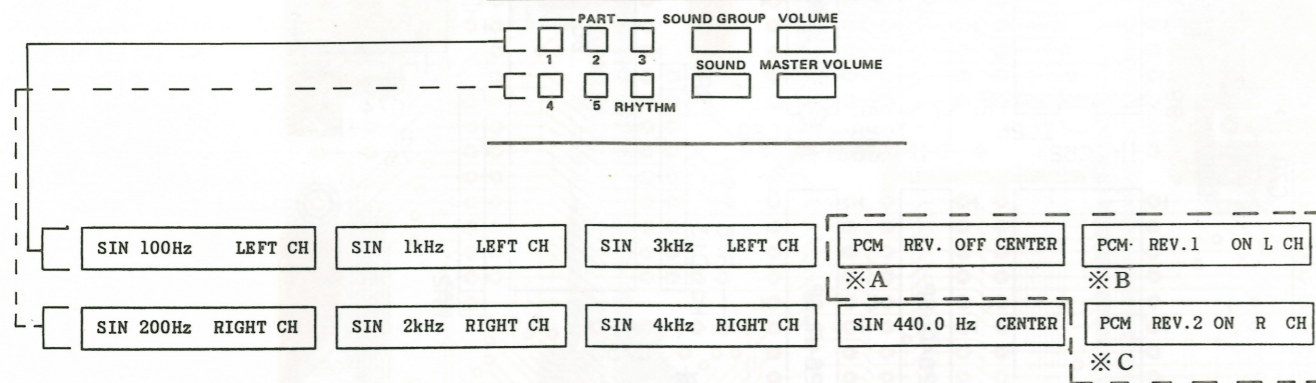 PART SOUND GROUP VOLUME
1 2 3
SOUND MASTER VOLUME
4 5 RHYTHM
SIN 100Hz LEFT CH SIN 1kHz LEFT CH SIN 3kHz LEFT CH PCM REV. OFF CENTER PCM· REV.1 ON L CH
※A ※B
SIN 200Hz RIGHT CH SIN 2kHz RIGHT CH SIN 4kHz RIGHT CH SIN 440.0 Hz CENTER PCM REV.2 ON R CH
※C